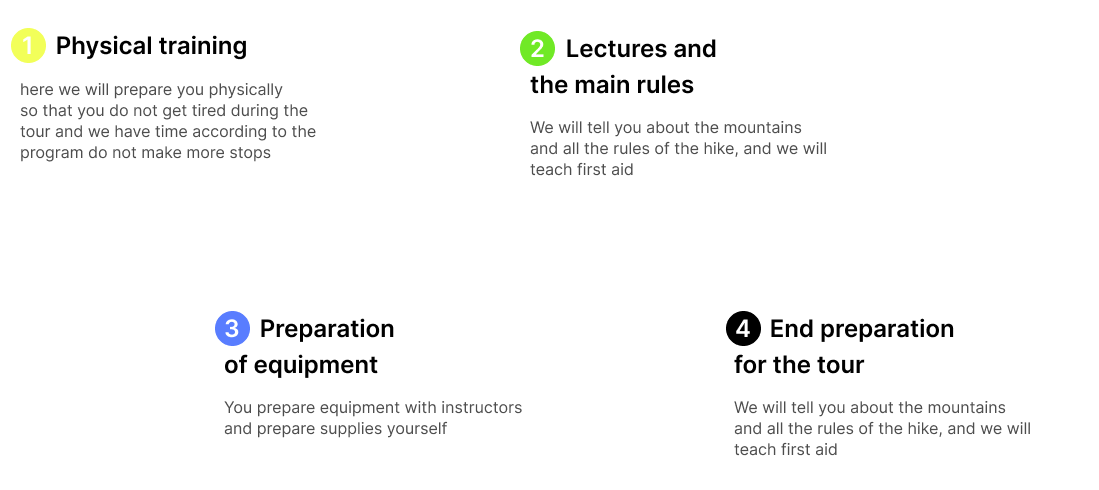 1 Physical training
here we will prepare you physically
so that you do not get tired during the
tour and we have time according to the
program do not make more stops
2 Lectures and
the main rules
We will tell you about the mountains
and all the rules of the hike, and we will
teach first aid
3 Preparation
of equipment
You prepare equipment with instructors
and prepare supplies yourself
4 End preparation
for the tour
We will tell you about the mountains
and all the rules of the hike, and we will
teach first aid